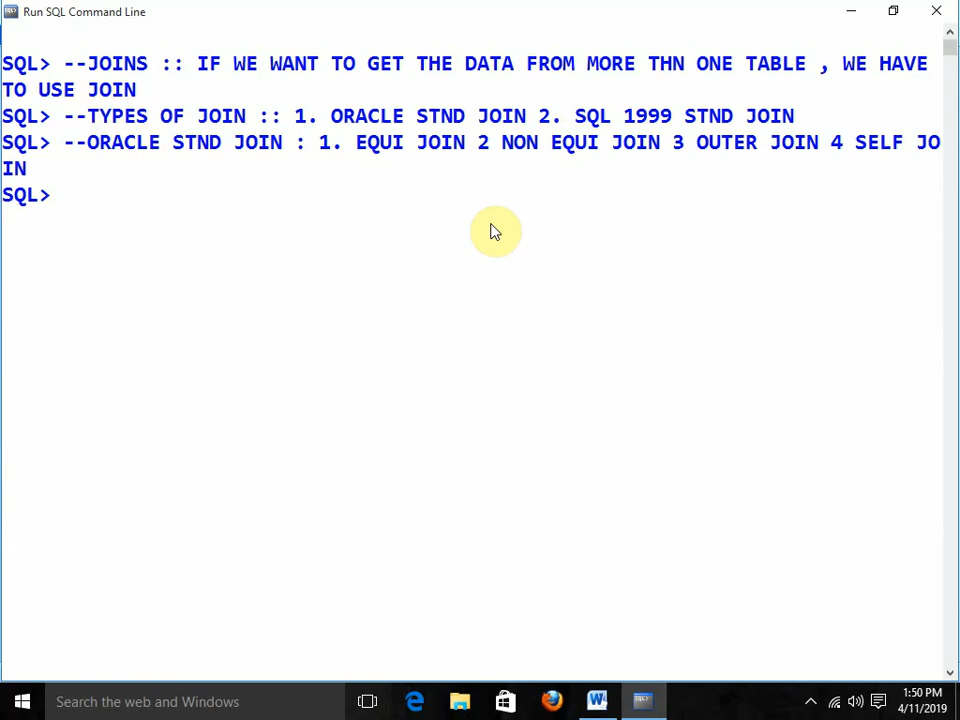 Run SQL Command Line
SQL> --JOINS :: IF WE WANT TO GET THE DATA FROM MORE THN ONE TABLE , WE HAVE
TO USE JOIN
SQL> --TYPES OF JOIN :: 1. ORACLE STND JOIN 2. SQL 1999 STND JOIN
SQL> --ORACLE STND JOIN : 1. EQUI JOIN 2 NON EQUI JOIN 3 OUTER JOIN 4 SELF JO
IN
SQL>
Search the web and Windows
1:50 PM
4/11/2019